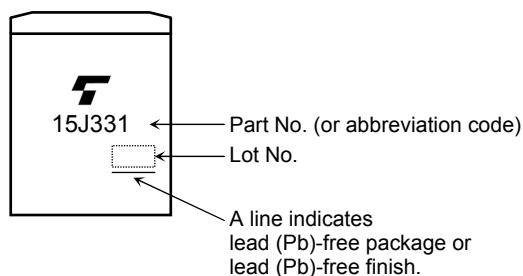 15J331
Part No. (or abbreviation code)
Lot No.
A line indicates
lead (Pb)-free package or
lead (Pb)-free finish.